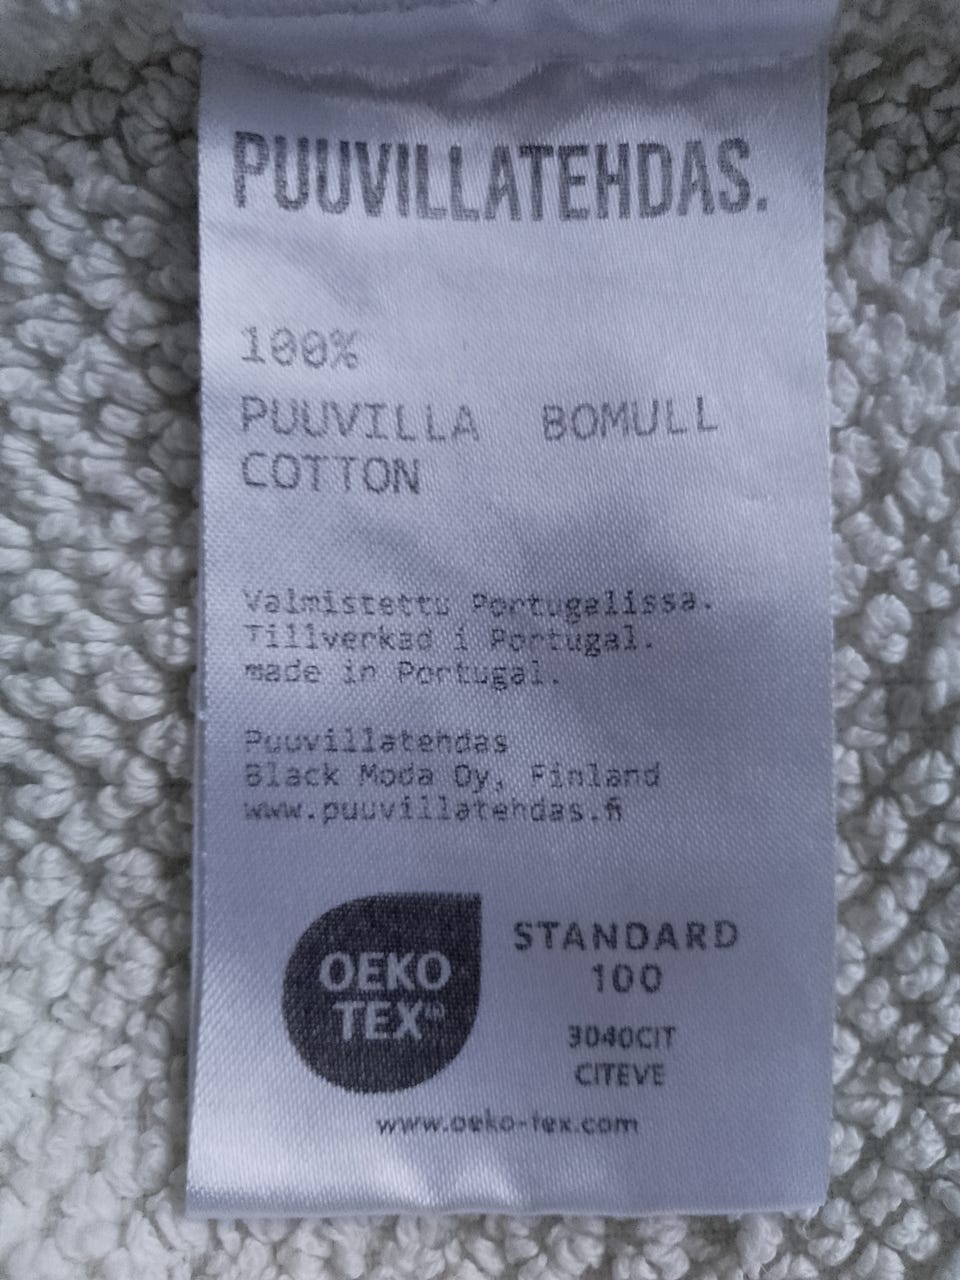 PUUVILLATEHDAS.
100%
PUUVILLA BOMULL
COTTON
Valmistettu Portugalissa.
Tillverkad i Portugal.
made in Portugal.
Puuvillatehdas
Black Moda Oy, Finland
www.puuvillatehdas.fi
OEKO
TEX®
STANDARD
100
3040CIT
CITEVE
www.oeko-tex.com